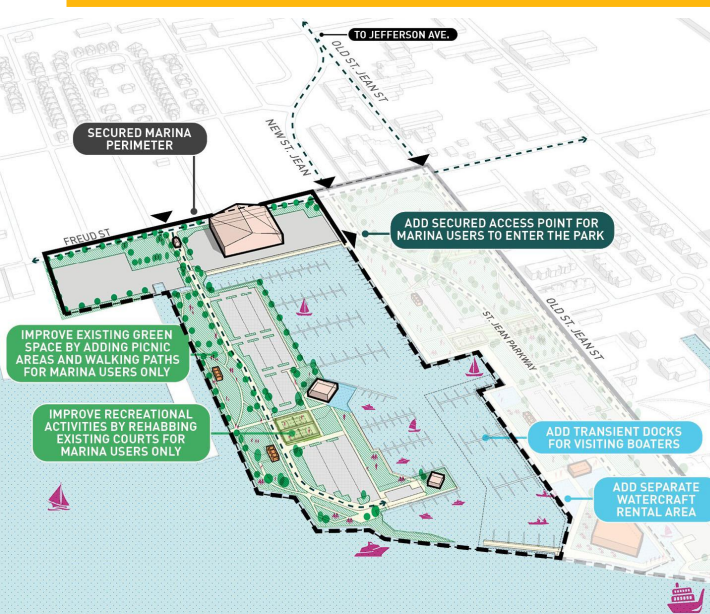 TO JEFFERSON AVE.
OLD ST. JEAN ST
NEW ST. JEAN
SECURED MARINA
PERIMETER
FREUD ST
ADD SECURED ACCESS POINT FOR
MARINA USERS TO ENTER THE PARK
ST. JEAN PARKWAY
OLD ST. JEAN ST
IMPROVE EXISTING GREEN
SPACE BY ADDING PICNIC
AREAS AND WALKING PATHS
FOR MARINA USERS ONLY
IMPROVE RECREATIONAL
ACTIVITIES BY REHABBING
EXISTING COURTS FOR
MARINA USERS ONLY
ADD TRANSIENT DOCKS
FOR VISITING BOATERS
ADD SEPARATE
WATERCRAFT
RENTAL AREA